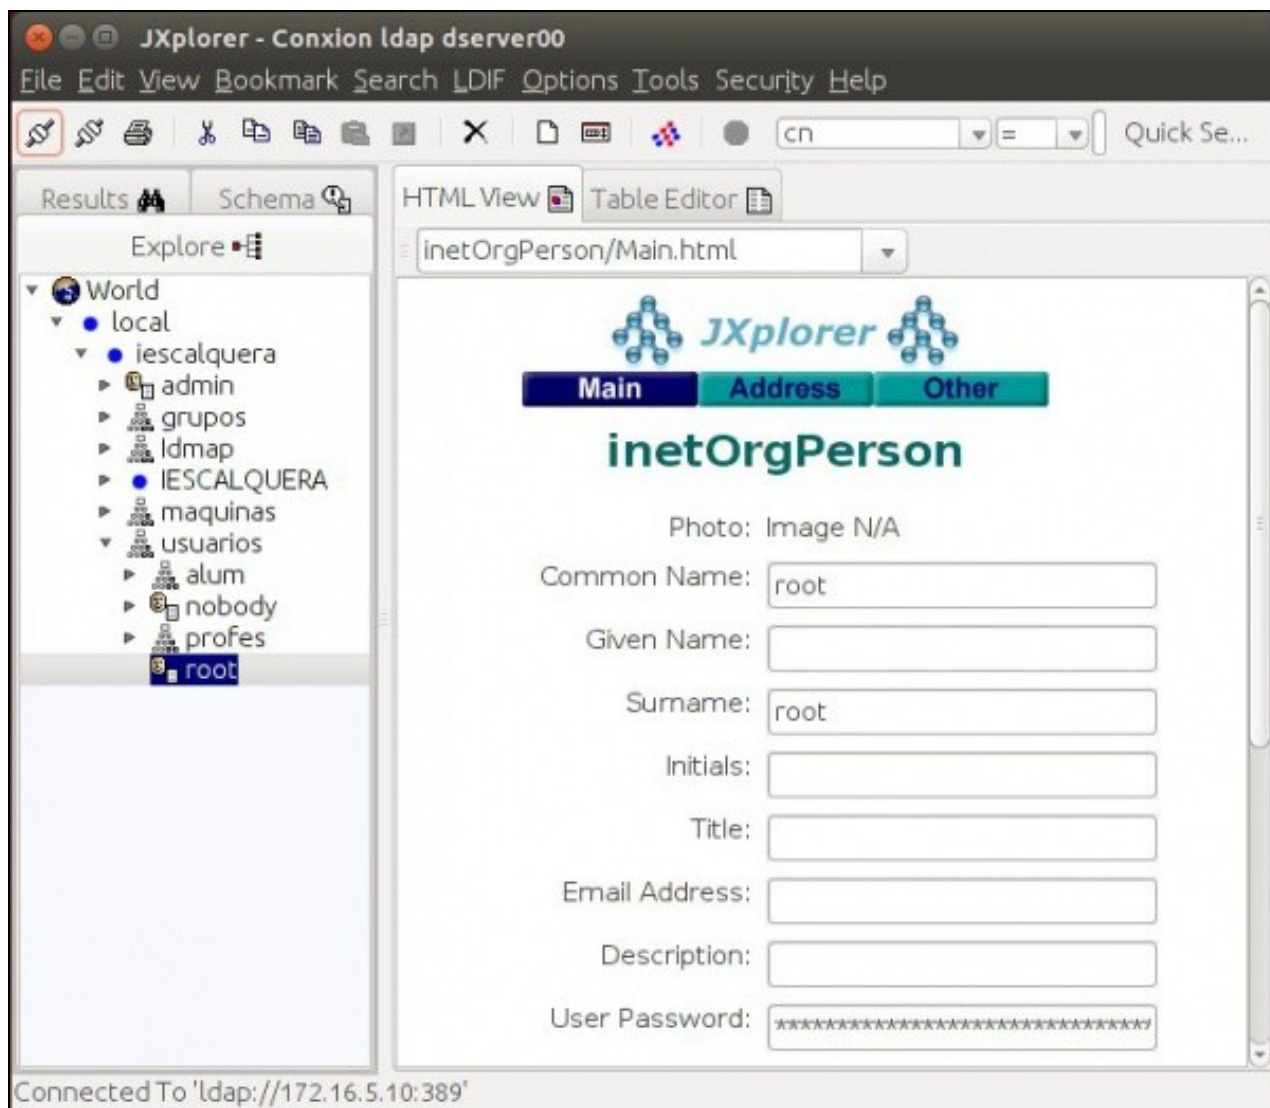 JXplorer - Conxion ldap dserver00
File Edit View Bookmark Search LDIF Options Tools Security Help
cn = Quick Se...
Results Schema
Explore
World
local
iescalquera
admin
grupos
ldmap
IESCALQUERA
maquinas
usuarios
alum
nobody
profes
root
HTML View Table Editor
inetOrgPerson/Main.html
JXplorer
Main Address Other
inetOrgPerson
Photo: Image N/A
Common Name: root
Given Name:
Surname: root
Initials:
Title:
Email Address:
Description:
User Password: ******************************
Connected To 'ldap://172.16.5.10:389'